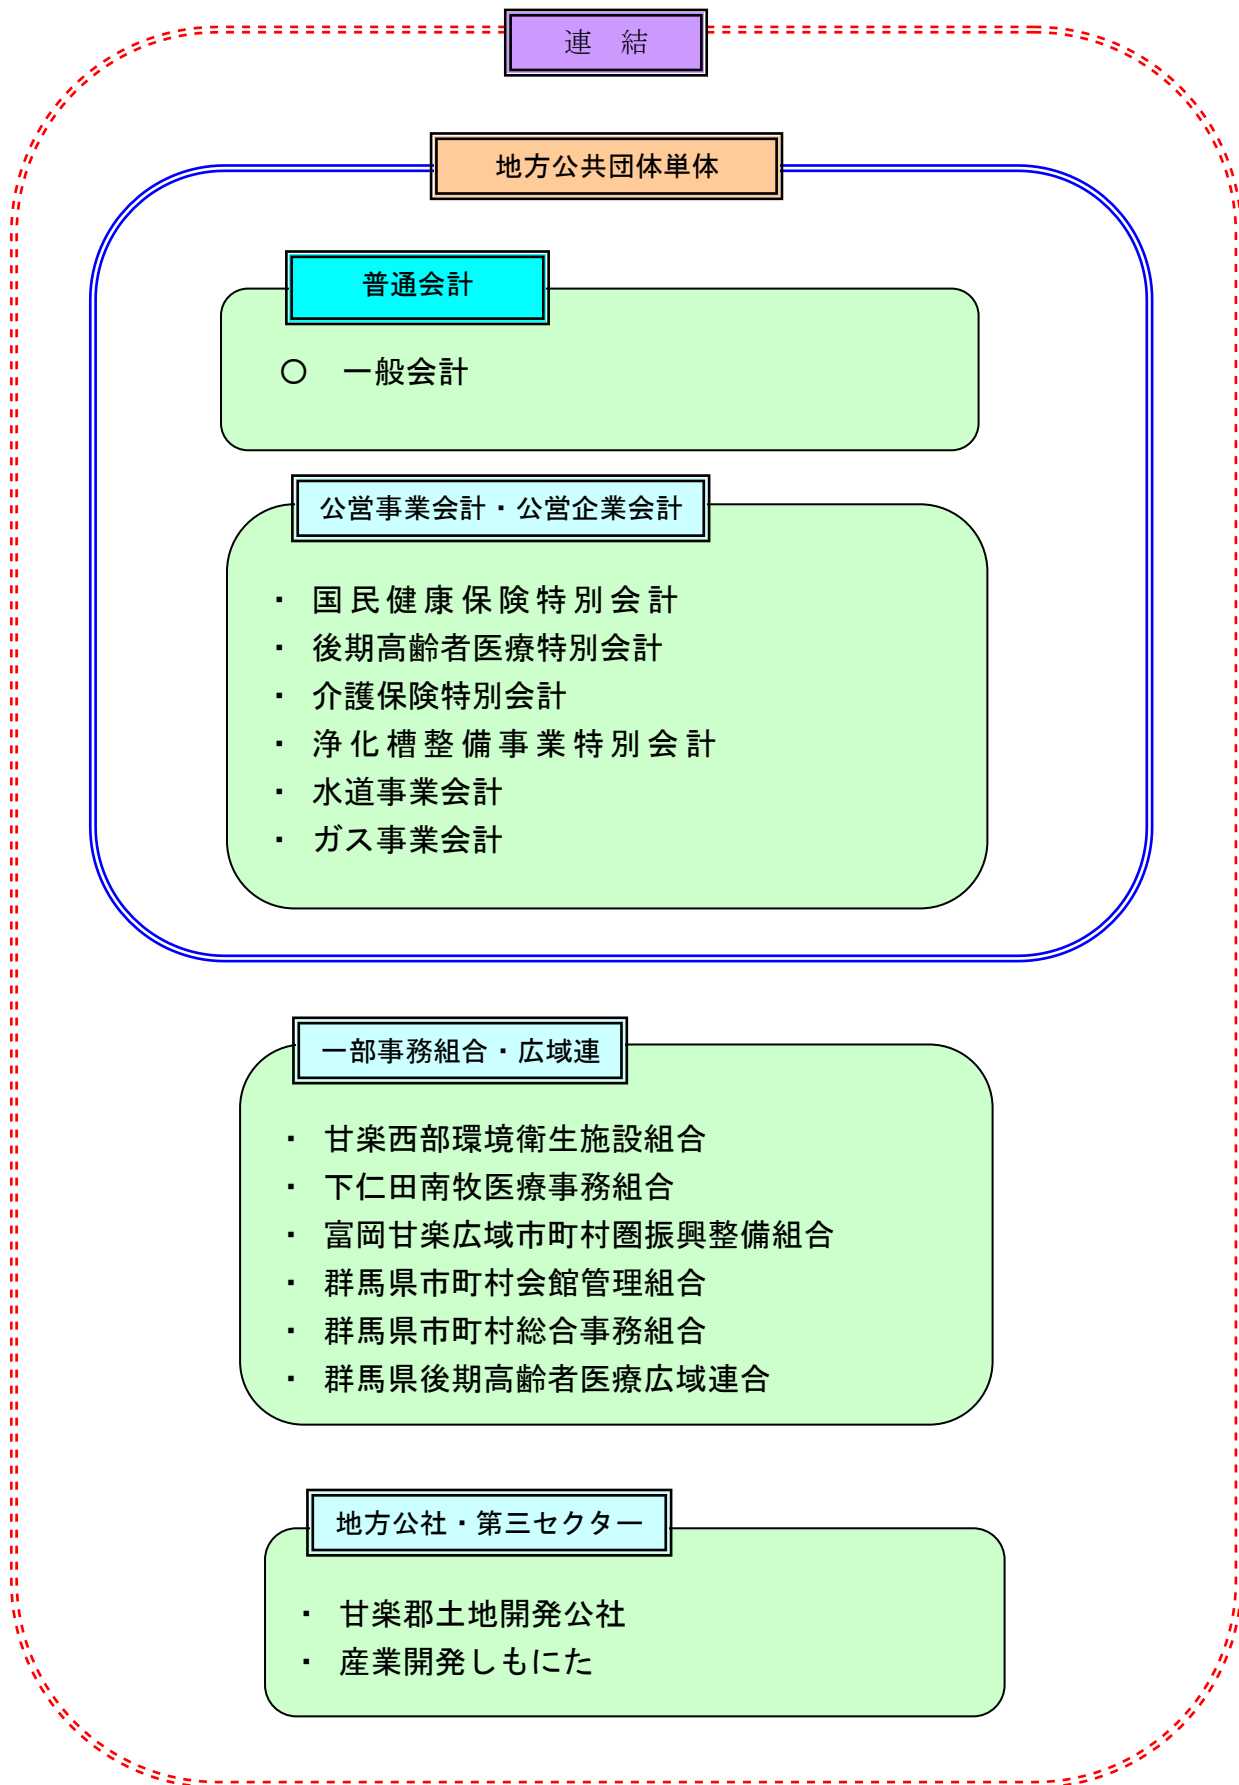 連　結
地方公共団体単体
普通会計
○　一般会計
公営事業会計・公営企業会計
・ 国民健康保険特別会計
・ 後期高齢者医療特別会計
・ 介護保険特別会計
・ 浄化槽整備事業特別会計
・ 水道事業会計
・ ガス事業会計
一部事務組合・広域連
・ 甘楽西部環境衛生施設組合
・ 下仁田南牧医療事務組合
・ 富岡甘楽広域市町村圏振興整備組合
・ 群馬県市町村会館管理組合
・ 群馬県市町村総合事務組合
・ 群馬県後期高齢者医療広域連合
地方公社・第三セクター
・ 甘楽郡土地開発公社
・ 産業開発しもにた